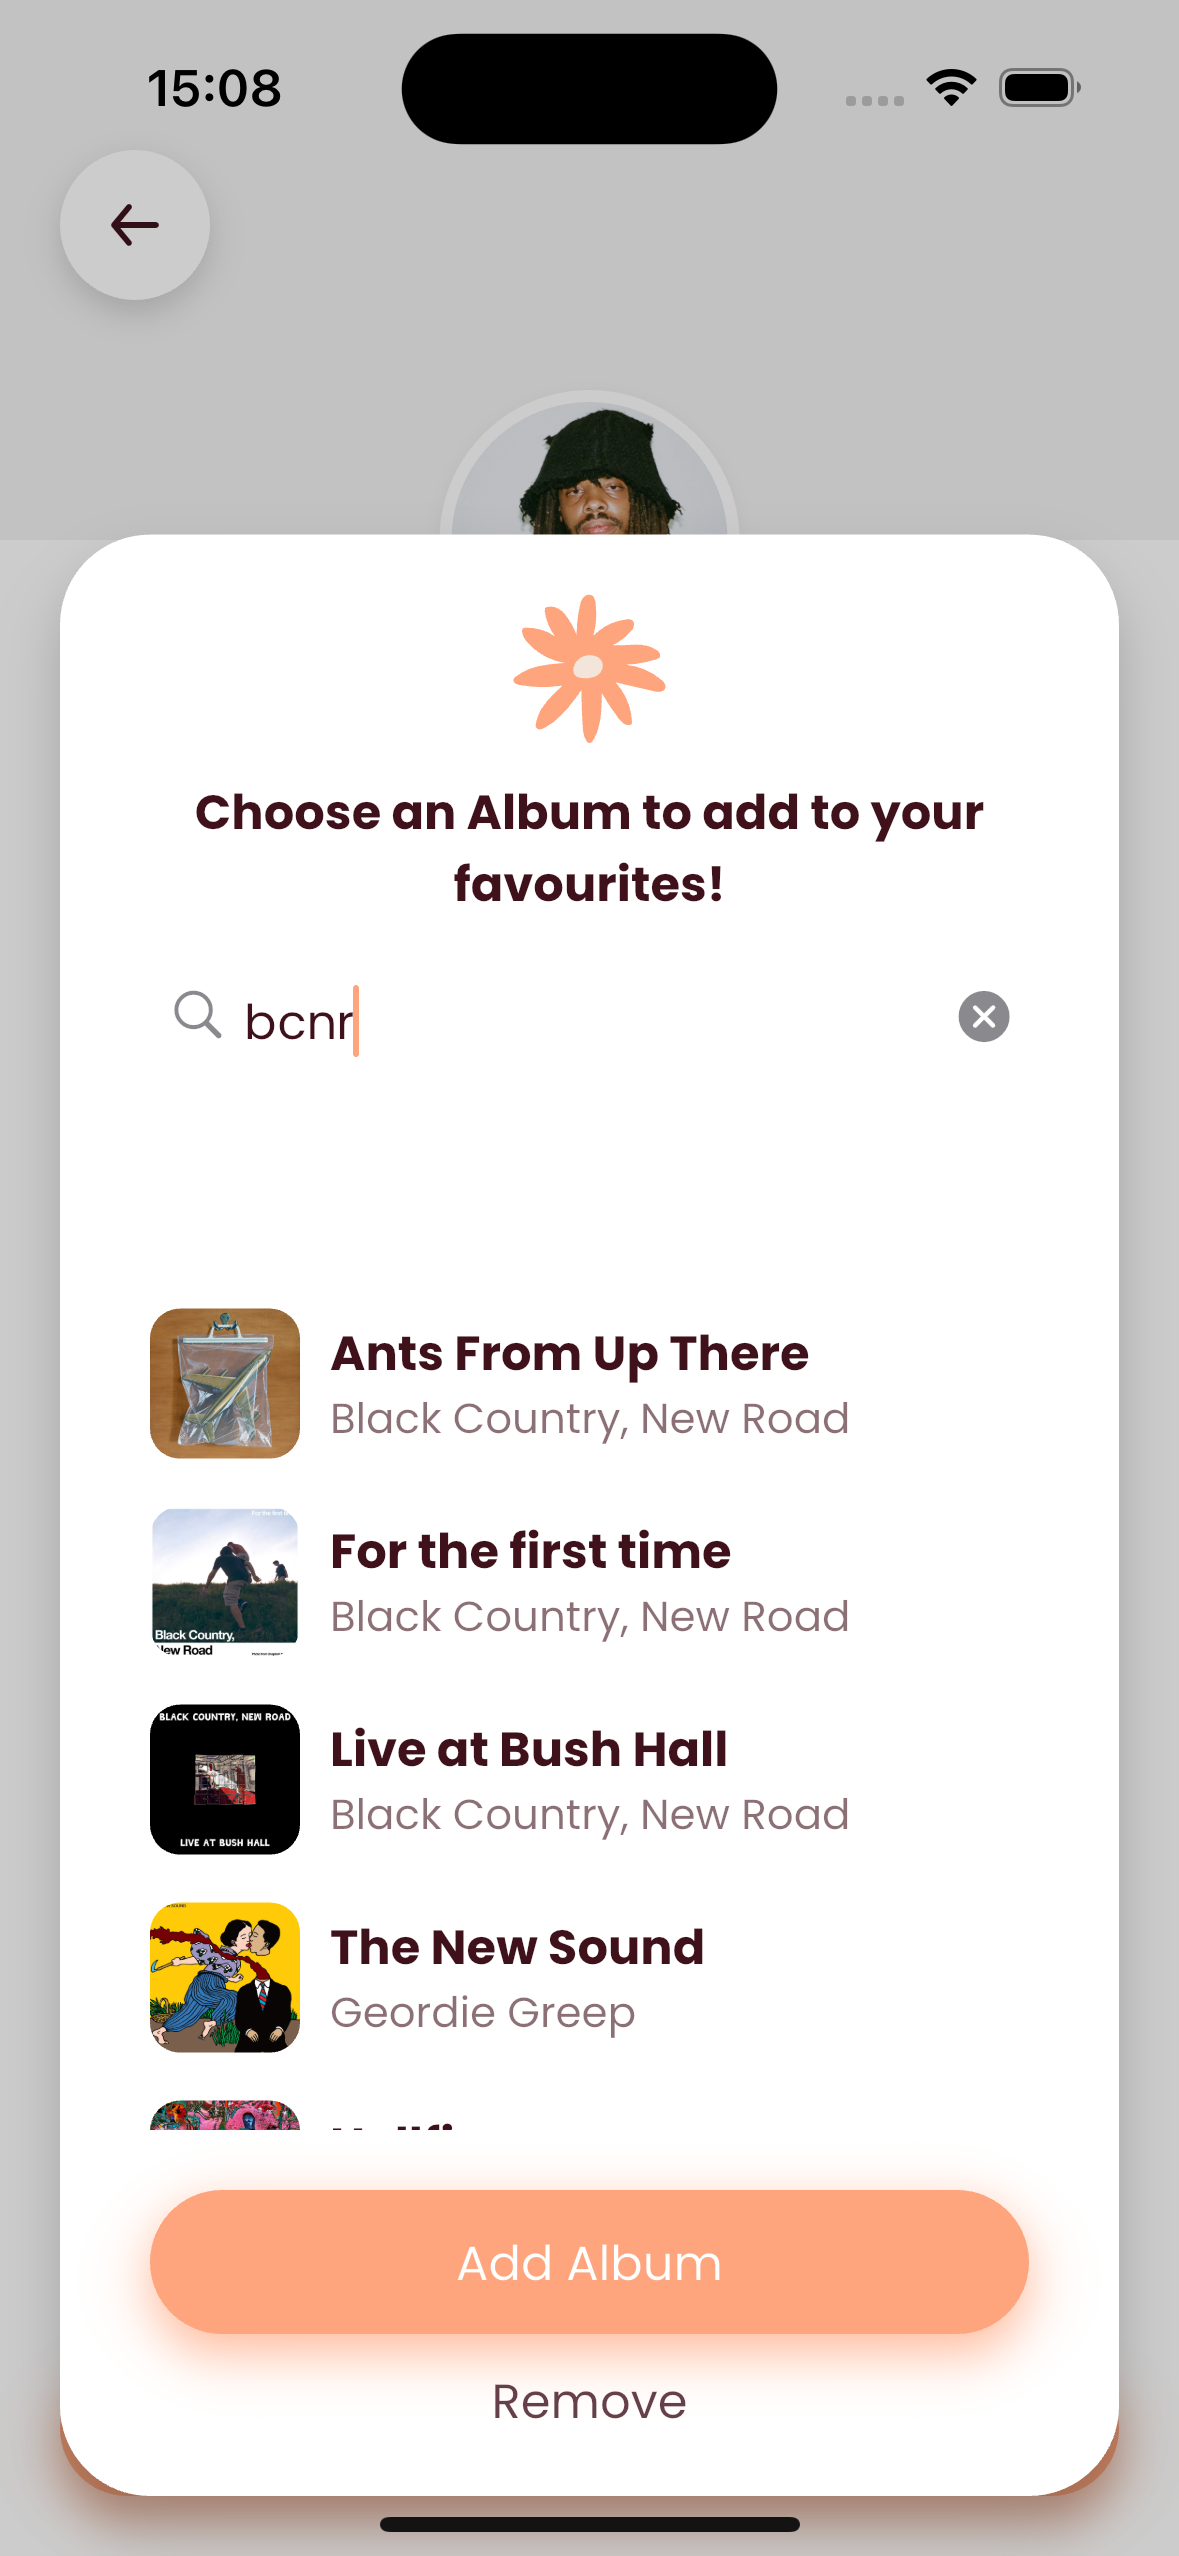 15:08
Choose an Album to add to your
favourites!
bcnr
Ants From Up There
Black Country, New Road
For the first time
Black Country, New Road
Black Country,
New Road
Live at Bush Hall
Black Country, New Road
BLACK COUNTRY, NEW ROAD
LIVE AT BUSH HALL
The New Sound
Geordie Greep
Add Album
Remove